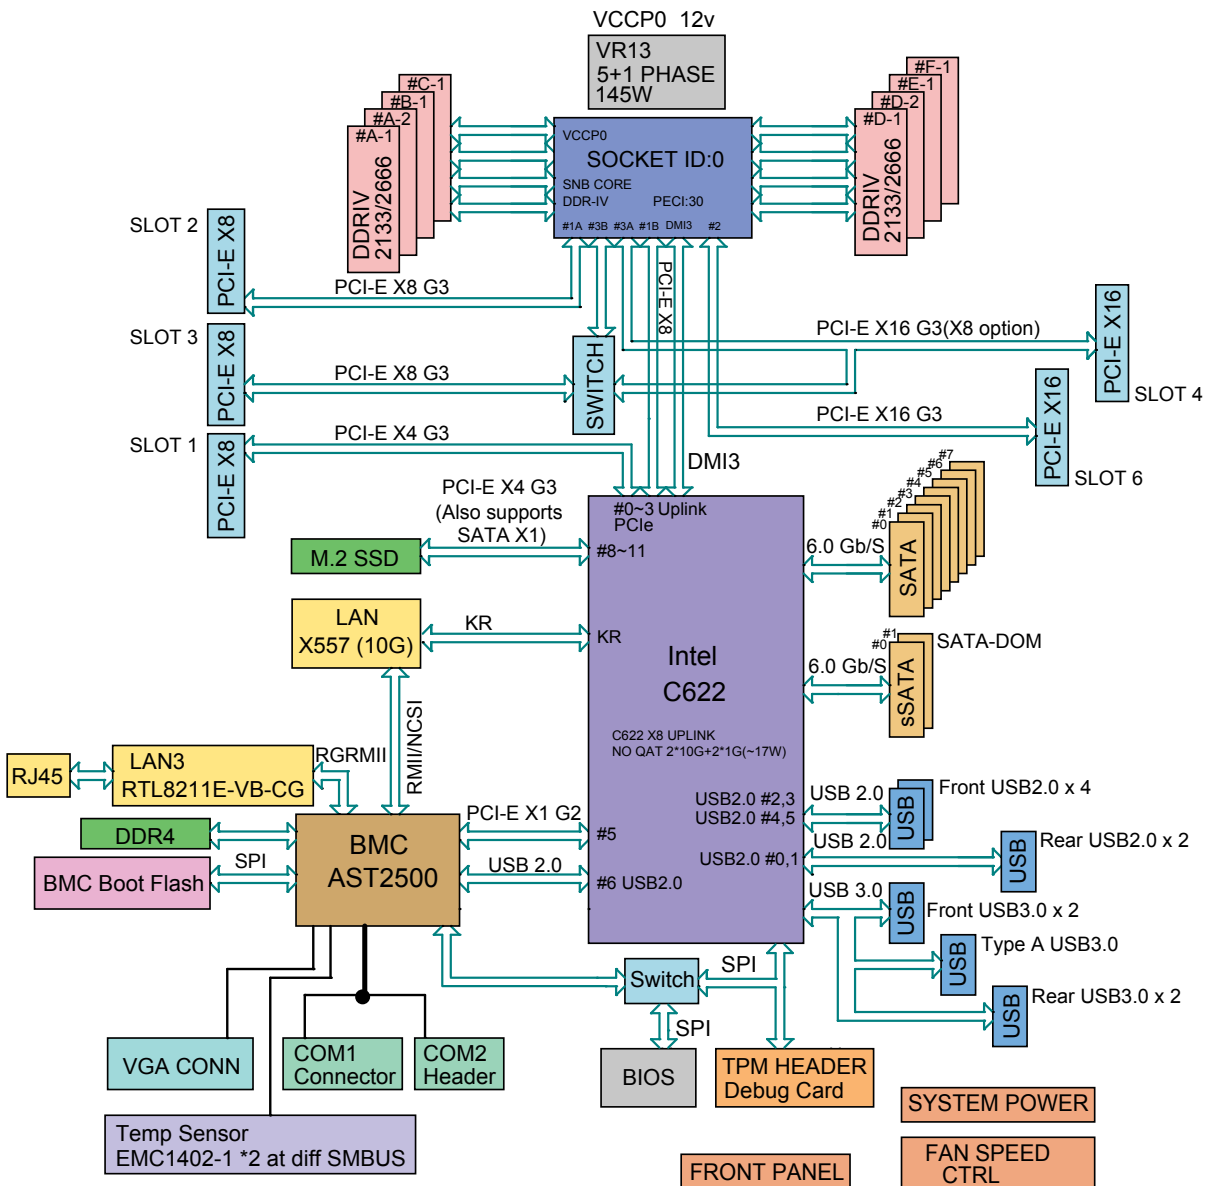 VCCP0 12v
VR13
5+1 PHASE
145W
#C-1
#B-1
#A-2
#A-1
DDRIV
2133/2666
#F-1
#E-1
#D-2
#D-1
DDRIV
2133/2666
VCCP0
SOCKET ID:0
SNB CORE
DDR-IV
PECI:30
#1A #3B #3A #1B DMI3 #2
SLOT 2
PCI-E X8
PCI-E X8 G3
PCI-E X8
SLOT 3
PCI-E X8
PCI-E X8 G3
SWITCH
PCI-E X16 G3(X8 option)
PCI-E X16
SLOT 4
PCI-E X16 G3
PCI-E X16
SLOT 6
SLOT 1
PCI-E X8
PCI-E X4 G3
DMI3
PCI-E X4 G3
(Also supports
SATA X1)
M.2 SSD
#0~3 Uplink
PCIe
#8~11
6.0 Gb/S
#0
#1
#2
#3
#4
#5
#6
#7
SATA
LAN
X557 (10G)
KR
KR
Intel
C622
6.0 Gb/S
#0
#1
sSATA
SATA-DOM
C622 X8 UPLINK
NO QAT 2*10G+2*1G(~17W)
RMII/NCSI
RJ45
LAN3
RTL8211E-VB-CG
RGRMII
DDR4
BMC Boot Flash
SPI
BMC
AST2500
PCI-E X1 G2
#5
USB 2.0
#6 USB2.0
USB2.0 #2,3
USB2.0 #4,5
USB 2.0
USB
Front USB2.0 x 4
USB2.0 #0,1
USB 2.0
USB
Rear USB2.0 x 2
USB 3.0
USB
Front USB3.0 x 2
USB
Type A USB3.0
USB
Rear USB3.0 x 2
Switch
SPI
SPI
VGA CONN
COM1
Connector
COM2
Header
BIOS
TPM HEADER
Debug Card
Temp Sensor
EMC1402-1 *2 at diff SMBUS
SYSTEM POWER
FRONT PANEL
FAN SPEED
CTRL